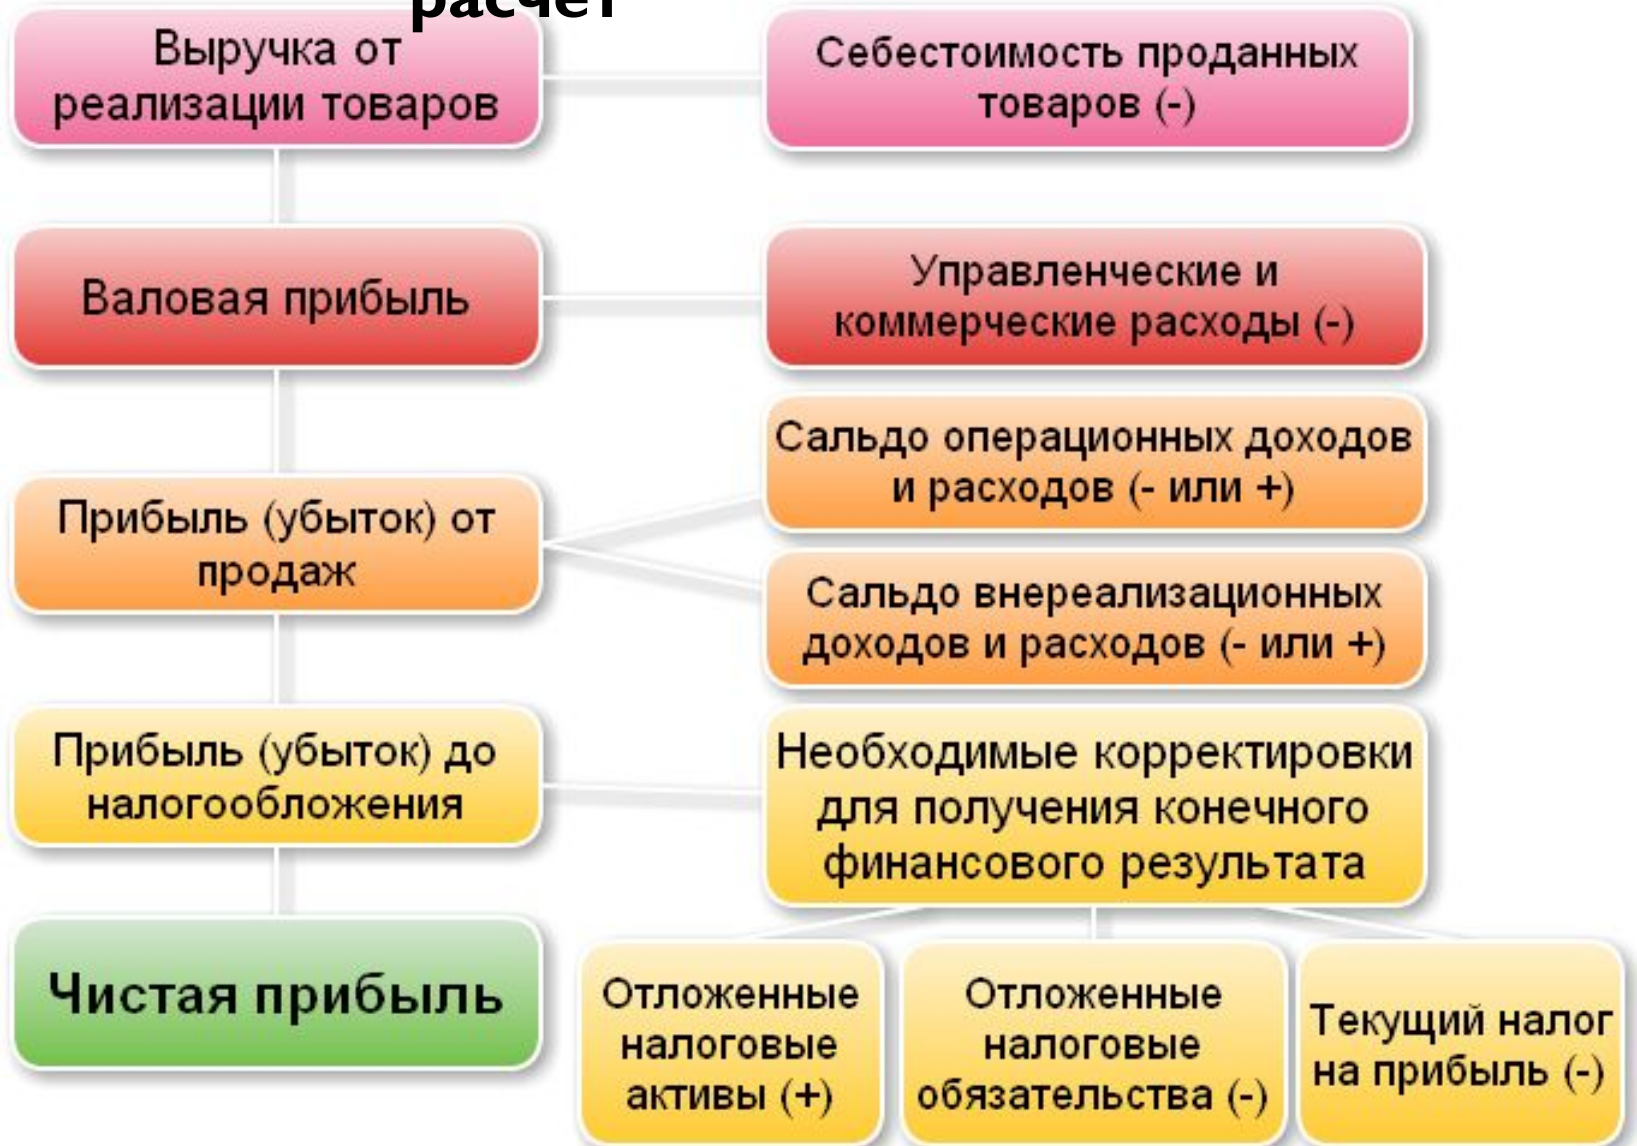 расчет
Выручка от
реализации товаров
Себестоимость проданных
товаров (-)
Валовая прибыль
Управленческие и
коммерческие расходы (-)
Прибыль (убыток) от
продаж
Сальдо операционных доходов
и расходов (- или +)
Сальдо внереализационных
доходов и расходов (- или +)
Прибыль (убыток) до
налогообложения
Необходимые корректировки
для получения конечного
финансового результата
Чистая прибыль
Отложенные
налоговые
активы (+)
Отложенные
налоговые
обязательства (-)
Текущий налог
на прибыль (-)